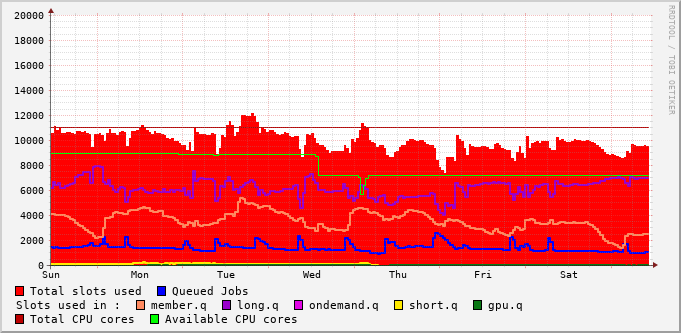 RRDTOOL / TOBI OETIKER
20000
18000
16000
14000
12000
10000
8000
6000
4000
2000
0
Sun Mon Tue Wed Thu Fri Sat
Total slots used Queued Jobs
Slots used in : member.q long.q ondemand.q short.q gpu.q
Total CPU cores Available CPU cores